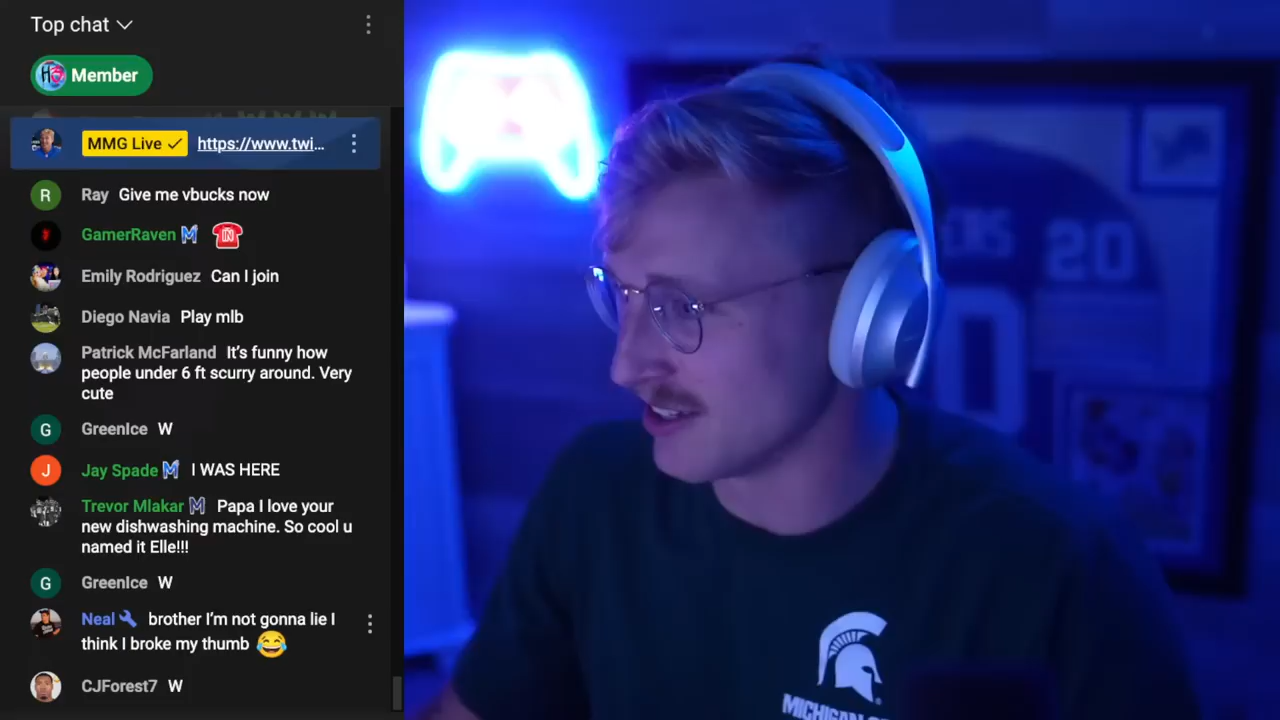 Top chat
Member
MMG Live https://www.twi...
R Ray Give me vbucks now
GamerRaven
Emily Rodriguez Can I join
Diego Navia Play mlb
Patrick McFarland It's funny how
people under 6 ft scurry around. Very
cute
G GreenIce W
J Jay Spade M I WAS HERE
Trevor Mlakar M Papa I love your
new dishwashing machine. So cool u
named it Elle!!!
G GreenIce W
Neal brother I'm not gonna lie I
think I broke my thumb 😂
CJForest7 W
20
MICHIGAN